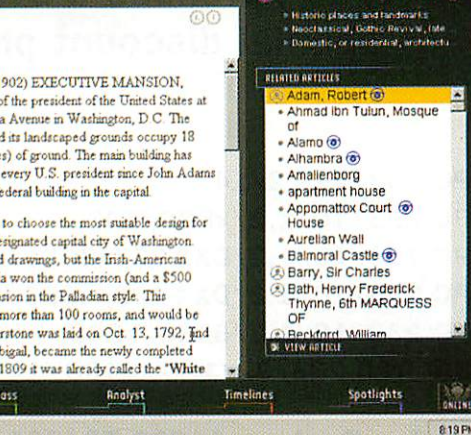 902) EXECUTIVE MANSION,
of the president of the United States at
a Avenue in Washington, D.C. The
d its landscaped grounds occupy 18
es) of ground. The main building has
every U.S. president since John Adams
ederal building in the capital.
to choose the most suitable design for
esignated capital city of Washington.
d drawings, but the Irish-American
a won the commission (and a $500
sion in the Palladian style. This
more than 100 rooms, and would be
rstone was laid on Oct. 13, 1792, and
bigail, became the newly completed
1809 it was already called the "White
Historic places and landmarks
Neoclassical, Gothic Revival, late
Domestic, or residential, architectu
RELATED ARTICLES
Adam, Robert
Ahmad ibn Tulun, Mosque
of
Alamo
Alhambra
Amalienborg
apartment house
Appomattox Court
House
Aurelian Wall
Balmoral Castle
Barry, Sir Charles
Bath, Henry Frederick
Thynne, 6th MARQUESS
OF
Beckford, William
VIEW ARTICLE
ass
Analyst
Timelines
Spotlights
ONLINE
8:19 PM